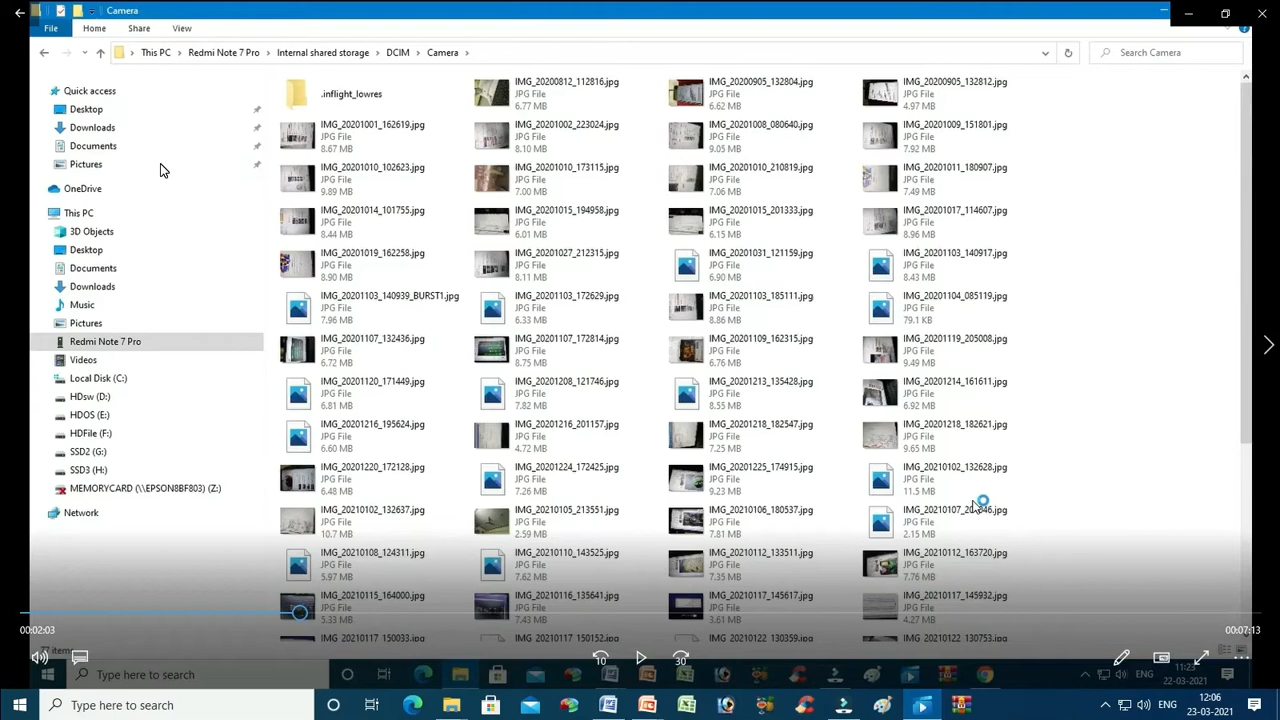 Camera
File Home Share View
This PC Redmi Note 7 Pro Internal shared storage DCIM Camera Search Camera
Quick access
Desktop
Downloads
Documents
Pictures
OneDrive
This PC
3D Objects
Desktop
Documents
Downloads
Music
Pictures
Redmi Note 7 Pro
Videos
Local Disk (C:)
HDsw (D:)
HDOS (E:)
HDFile (F:)
SSD2 (G:)
SSD3 (H:)
MEMORYCARD (\\EPSON8BF803) (Z:)
Network
.inflight_lowres
IMG_20200812_112816.jpg
JPG File
6.77 MB
IMG_20200905_132804.jpg
JPG File
6.62 MB
IMG_20200905_132812.jpg
JPG File
4.97 MB
IMG_20201001_162619.jpg
JPG File
8.67 MB
IMG_20201002_223024.jpg
JPG File
8.10 MB
IMG_20201008_080640.jpg
JPG File
9.05 MB
IMG_20201009_151801.jpg
JPG File
7.92 MB
IMG_20201010_102623.jpg
JPG File
9.89 MB
IMG_20201010_173115.jpg
JPG File
7.00 MB
IMG_20201010_210819.jpg
JPG File
7.06 MB
IMG_20201011_180907.jpg
JPG File
7.49 MB
IMG_20201014_101755.jpg
JPG File
8.44 MB
IMG_20201015_194958.jpg
JPG File
6.01 MB
IMG_20201015_201333.jpg
JPG File
6.15 MB
IMG_20201017_114607.jpg
JPG File
8.96 MB
IMG_20201019_162258.jpg
JPG File
8.90 MB
IMG_20201027_212315.jpg
JPG File
8.11 MB
IMG_20201031_121159.jpg
JPG File
6.90 MB
IMG_20201103_140917.jpg
JPG File
8.43 MB
IMG_20201103_140939_BURST1.jpg
JPG File
7.96 MB
IMG_20201103_172629.jpg
JPG File
6.33 MB
IMG_20201103_185111.jpg
JPG File
8.86 MB
IMG_20201104_085119.jpg
JPG File
79.1 KB
IMG_20201107_132436.jpg
JPG File
6.72 MB
IMG_20201107_172814.jpg
JPG File
8.75 MB
IMG_20201109_162315.jpg
JPG File
6.76 MB
IMG_20201119_205008.jpg
JPG File
9.49 MB
IMG_20201120_171449.jpg
JPG File
6.81 MB
IMG_20201208_121746.jpg
JPG File
7.82 MB
IMG_20201213_135428.jpg
JPG File
8.55 MB
IMG_20201214_161611.jpg
JPG File
6.92 MB
IMG_20201216_195624.jpg
JPG File
6.60 MB
IMG_20201216_201157.jpg
JPG File
4.72 MB
IMG_20201218_182547.jpg
JPG File
7.25 MB
IMG_20201218_182621.jpg
JPG File
9.65 MB
IMG_20201220_172128.jpg
JPG File
6.48 MB
IMG_20201224_172425.jpg
JPG File
7.26 MB
IMG_20201225_174915.jpg
JPG File
9.23 MB
IMG_20210102_132628.jpg
JPG File
11.5 MB
IMG_20210102_132637.jpg
JPG File
10.7 MB
IMG_20210105_213551.jpg
JPG File
2.59 MB
IMG_20210106_180537.jpg
JPG File
7.81 MB
JPG File
2.15 MB
IMG_20210108_124311.jpg
JPG File
5.97 MB
IMG_20210110_143525.jpg
JPG File
7.62 MB
IMG_20210112_133511.jpg
JPG File
7.35 MB
IMG_20210112_163720.jpg
JPG File
7.76 MB
IMG_20210115_164000.jpg
JPG File
5.33 MB
IMG_20210116_135641.jpg
JPG File
7.43 MB
IMG_20210117_145617.jpg
JPG File
3.61 MB
IMG_20210117_145932.jpg
JPG File
4.27 MB
IMG_20210117_150033.jpg
IMG_20210117_150152.jpg
IMG_20210122_130359.jpg
IMG_20210122_130753.jpg
00:02:03 00:07:13
items
10 30
Type here to search ENG 11:23
22-03-2021
Type here to search ENG 12:06
23-03-2021